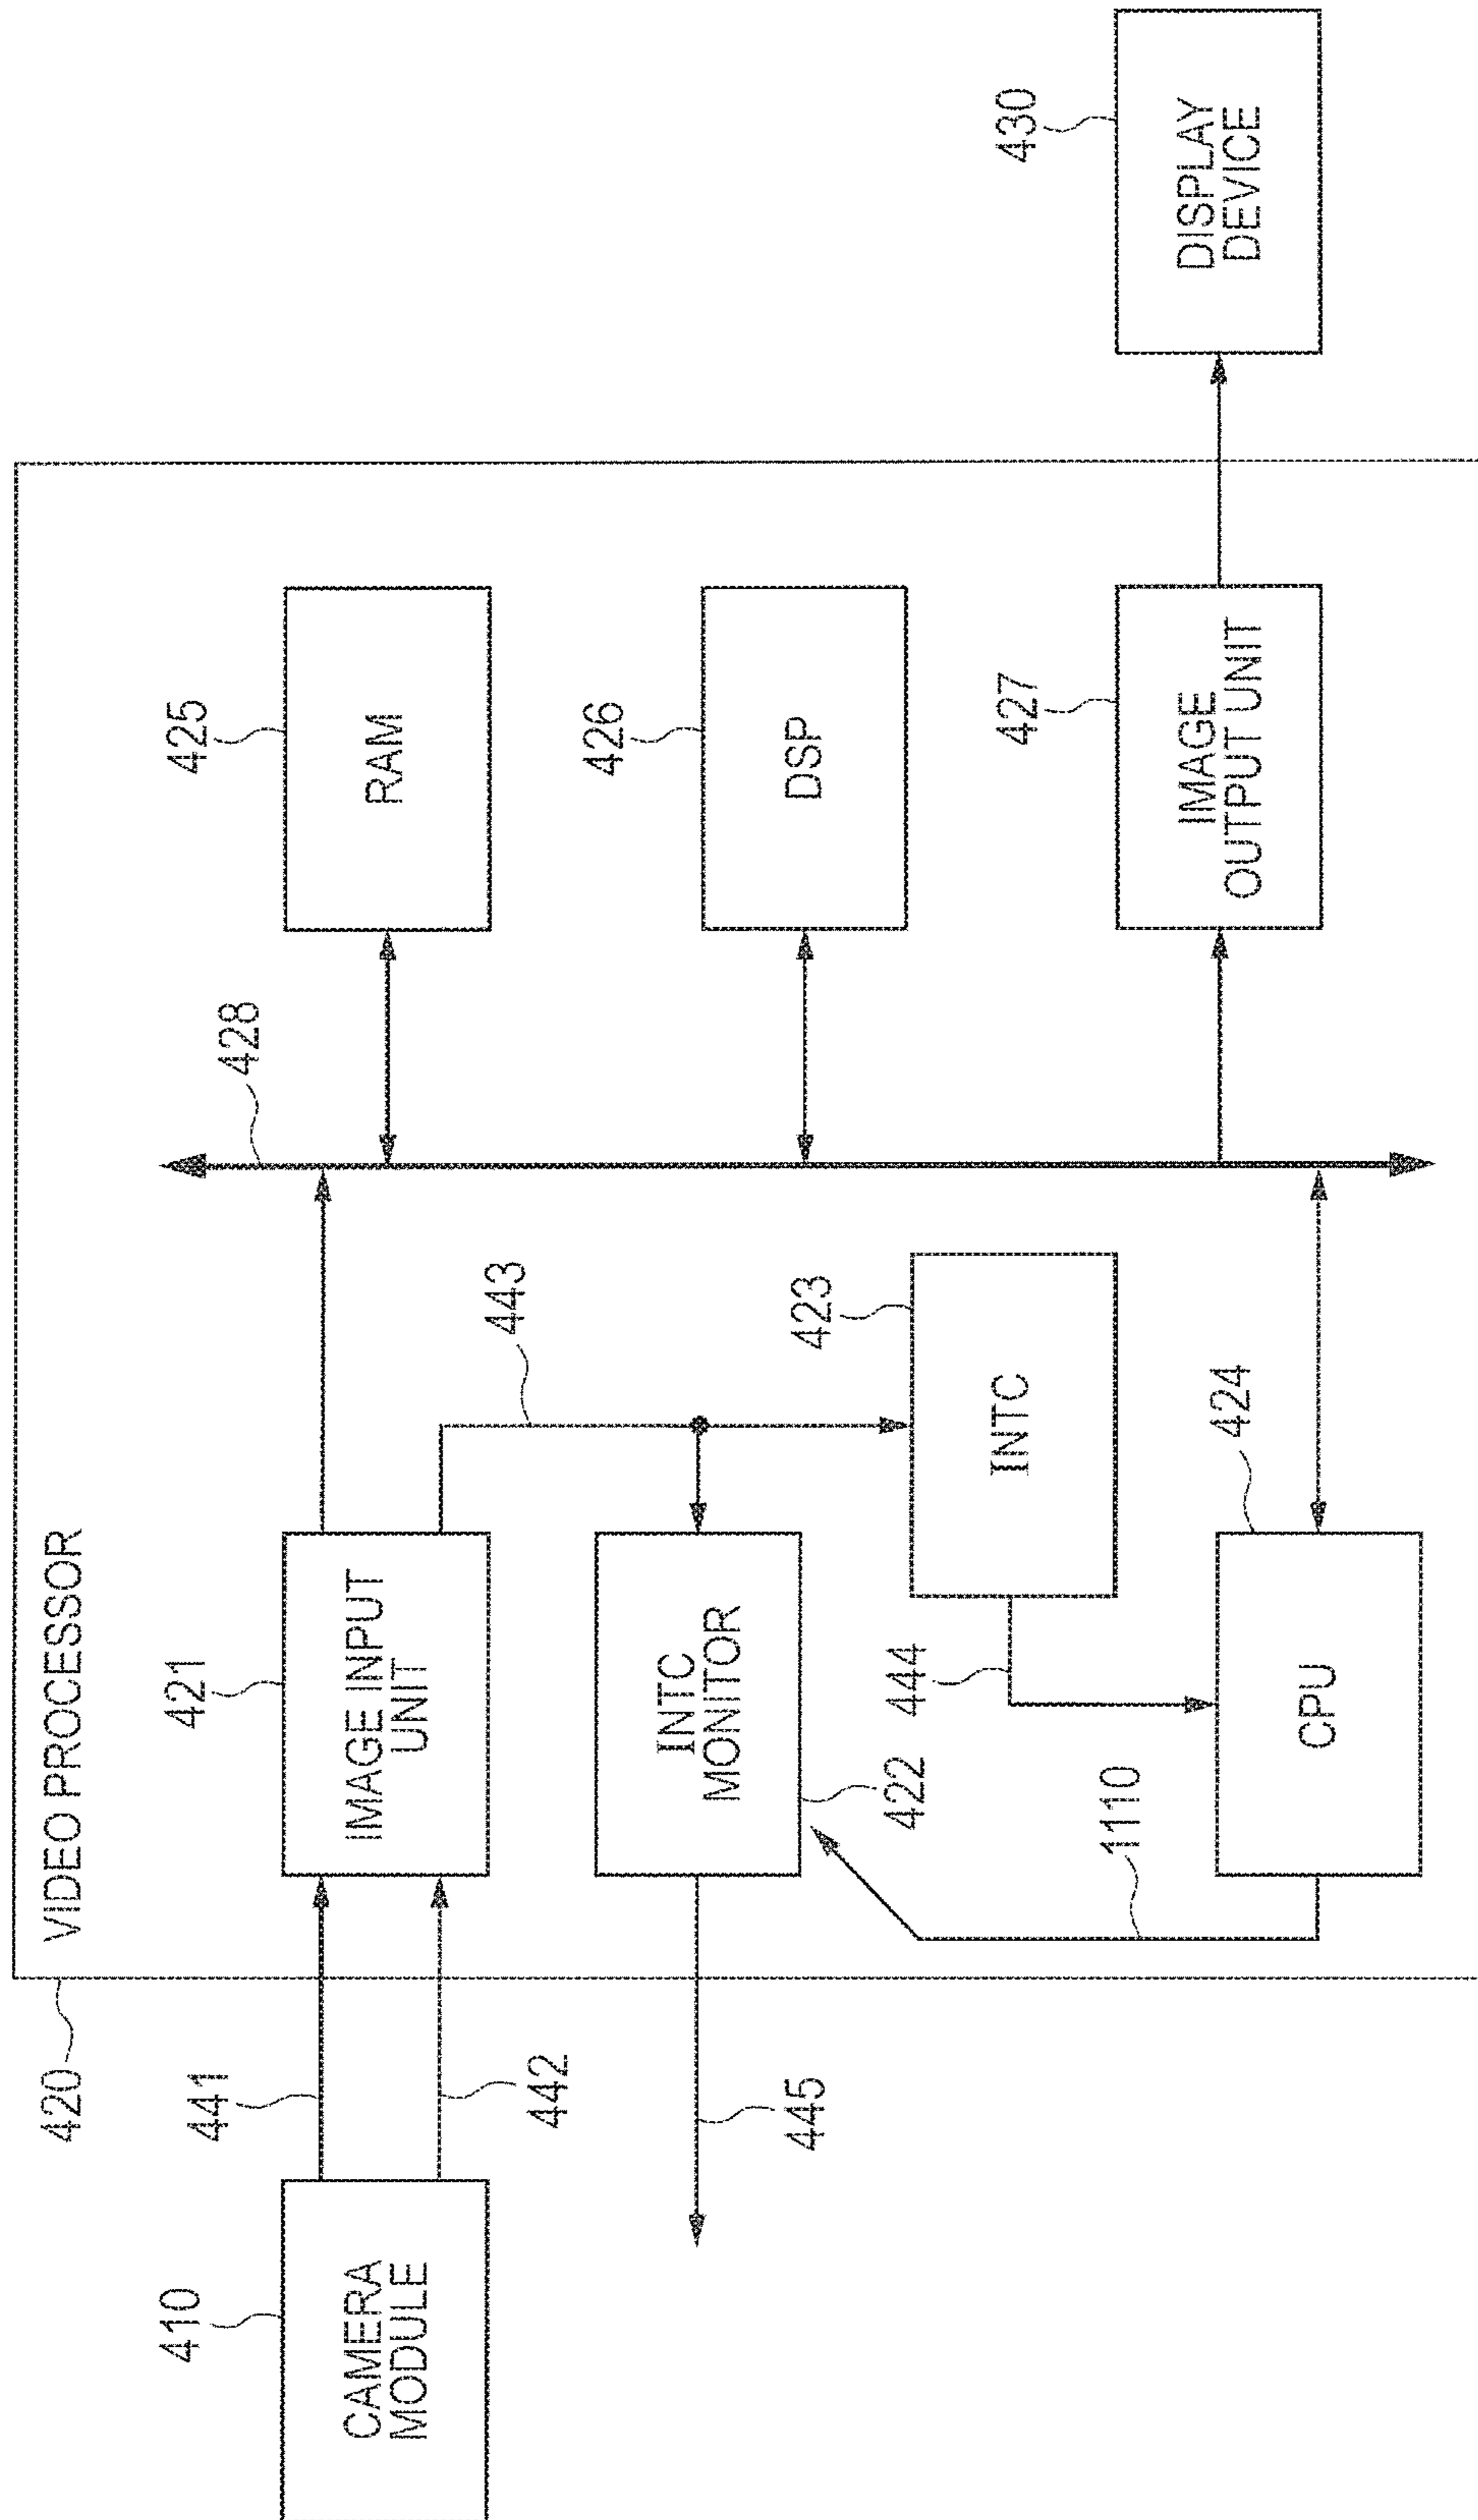 420
VIDEO PROCESSOR
410
CAMERA
MODULE
441
442
421
IMAGE INPUT
UNIT
443
428
425
RAM
445
INTC
MONITOR
422
444
423
INTC
426
DSP
1110
424
CPU
427
IMAGE
OUTPUT UNIT
430
DISPLAY
DEVICE